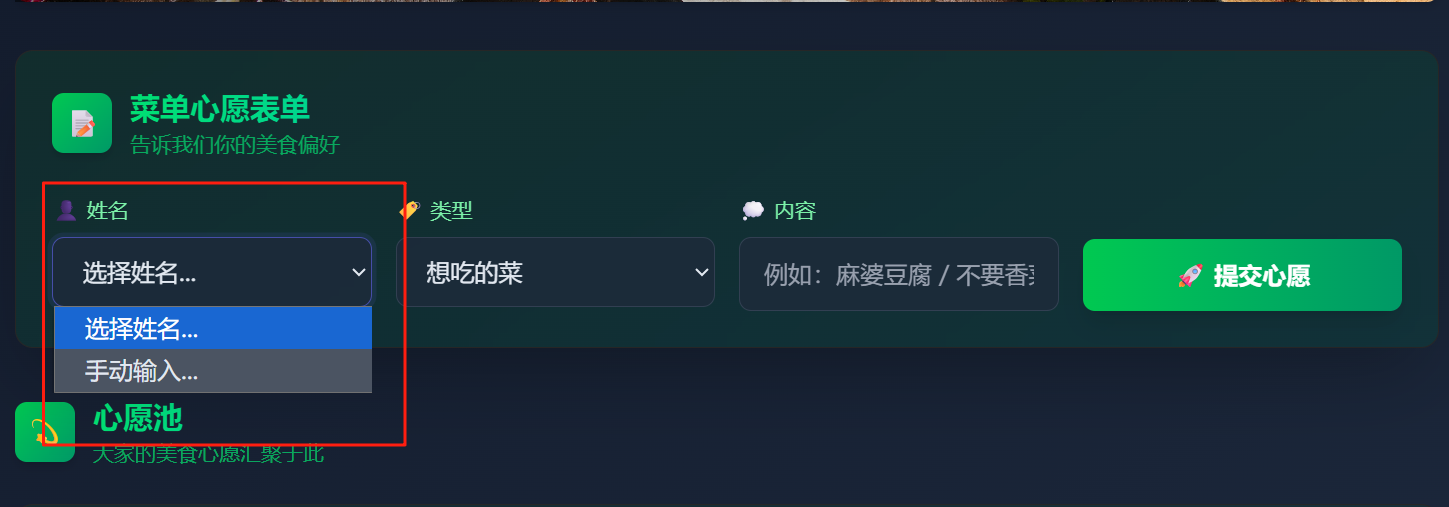 菜单心愿表单
告诉我们你的美食偏好
姓名
类型
内容
选择姓名...
想吃的菜
例如：麻婆豆腐 / 不要香菜
提交心愿
选择姓名...
手动输入...
心愿池
大家的美食心愿汇聚于此